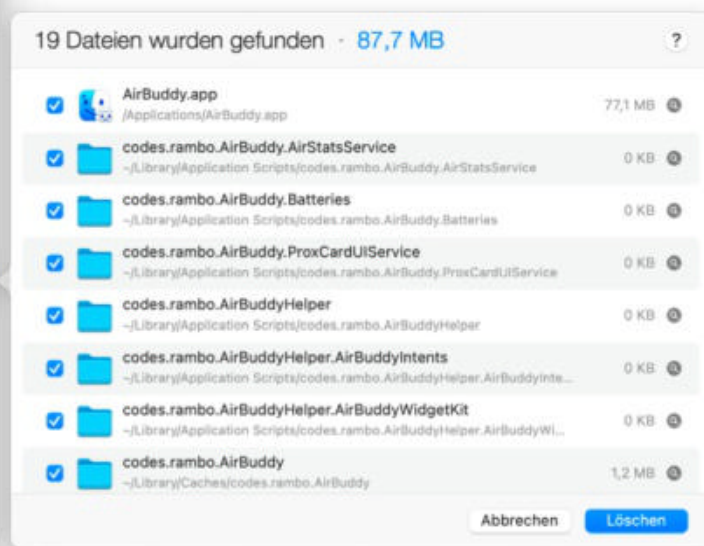 19 Dateien wurden gefunden · 87,7 MB
?
AirBuddy.app
77,1 MB
/Applications/AirBuddy.app
codes.rambo.AirBuddy.AirStatsService
0 KB
~/Library/Application Scripts/codes.rambo.AirBuddy.AirStatsService
codes.rambo.AirBuddy.Batteries
0 KB
~/Library/Application Scripts/codes.rambo.AirBuddy.Batteries
codes.rambo.AirBuddy.ProxCardUIService
0 KB
~/Library/Application Scripts/codes.rambo.AirBuddy.ProxCardUIService
codes.rambo.AirBuddyHelper
0 KB
~/Library/Application Scripts/codes.rambo.AirBuddyHelper
codes.rambo.AirBuddyHelper.AirBuddyIntents
0 KB
~/Library/Application Scripts/codes.rambo.AirBuddyHelper.AirBuddyInte...
codes.rambo.AirBuddyHelper.AirBuddyWidgetKit
0 KB
~/Library/Application Scripts/codes.rambo.AirBuddyHelper.AirBuddyWi...
codes.rambo.AirBuddy
1,2 MB
~/Library/Caches/codes.rambo.AirBuddy
Abbrechen
Löschen